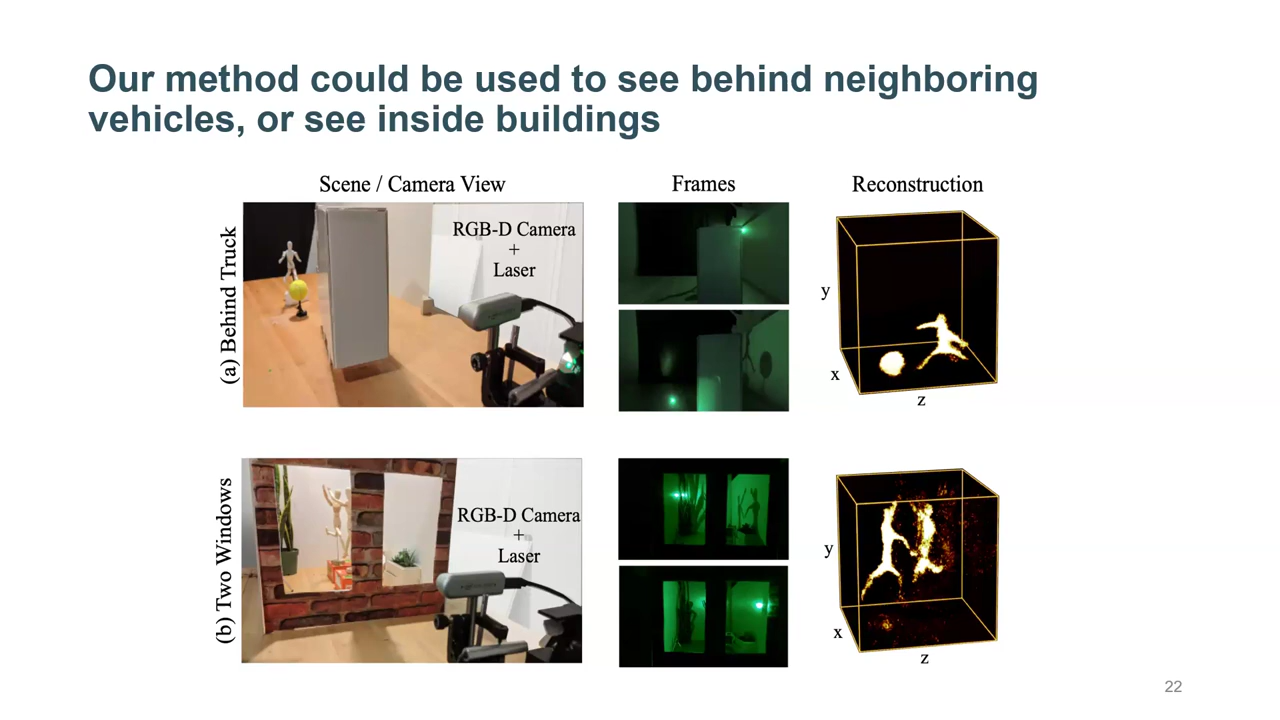 Our method could be used to see behind neighboring
vehicles, or see inside buildings
Scene / Camera View
Frames
Reconstruction
(a) Behind Truck
RGB-D Camera
+
Laser
y
x
z
(b) Two Windows
RGB-D Camera
+
Laser
y
x
z
22